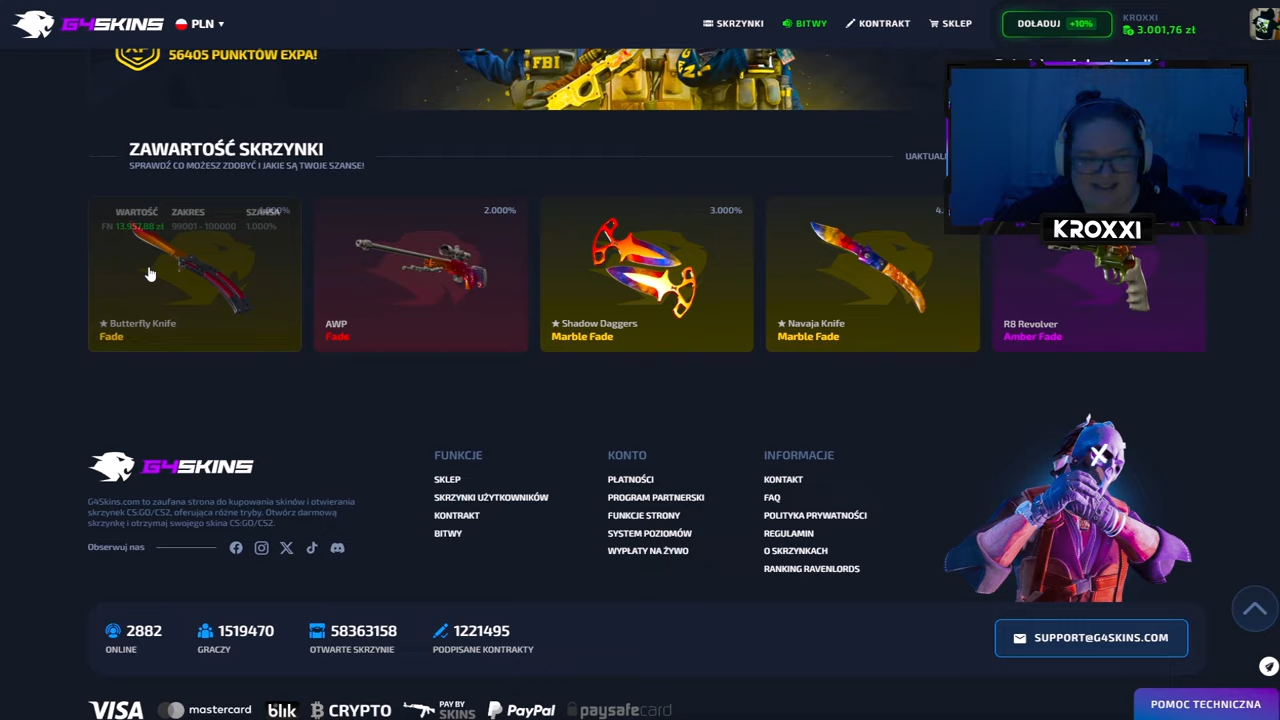 G4SKINS
PLN
SKRZYNKI
BITWY
KONTRAKT
SKLEP
DOŁADUJ +10%
KROXXI
3.001,76 zł
56405 PUNKTÓW EXPA!
FBI
ZAWARTOŚĆ SKRZYNKI
SPRAWDŹ CO MOŻESZ ZDOBYĆ I JAKIE SĄ TWOJE SZANSE!
KROXXI
WARTOŚĆ ZAKRES SZANSA
FN 13.957,88 zł 99001 - 100000 1.000%
★ Butterfly Knife
Fade
2.000%
AWP
Fade
3.000%
★ Shadow Daggers
Marble Fade
★ Navaja Knife
Marble Fade
R8 Revolver
Amber Fade
G4SKINS
G4Skins.com to zaufana strona do kupowania skinów i otwierania
skrzynek CS:GO/CS2, oferująca różne tryby. Otwórz darmową
skrzynkę i otrzymaj swojego skina CS:GO/CS2.
Obserwuj nas
FUNKCJE
SKLEP
SKRZYNKI UŻYTKOWNIKÓW
KONTRAKT
BITWY
KONTO
PŁATNOŚCI
PROGRAM PARTNERSKI
FUNKCJE STRONY
SYSTEM POZIOMÓW
WYPŁATY NA ŻYWO
INFORMACJE
KONTAKT
FAQ
POLITYKA PRYWATNOŚCI
REGULAMIN
O SKRZYNKACH
RANKING RAVENLORDS
2882
ONLINE
1519470
GRACZY
58363158
OTWARTE SKRZYNIE
1221495
PODPISANE KONTRAKTY
SUPPORT@G4SKINS.COM
VISA
mastercard
blik
CRYPTO
PAY BY
SKINS
PayPal
paysafecard
POMOC TECHNICZNA